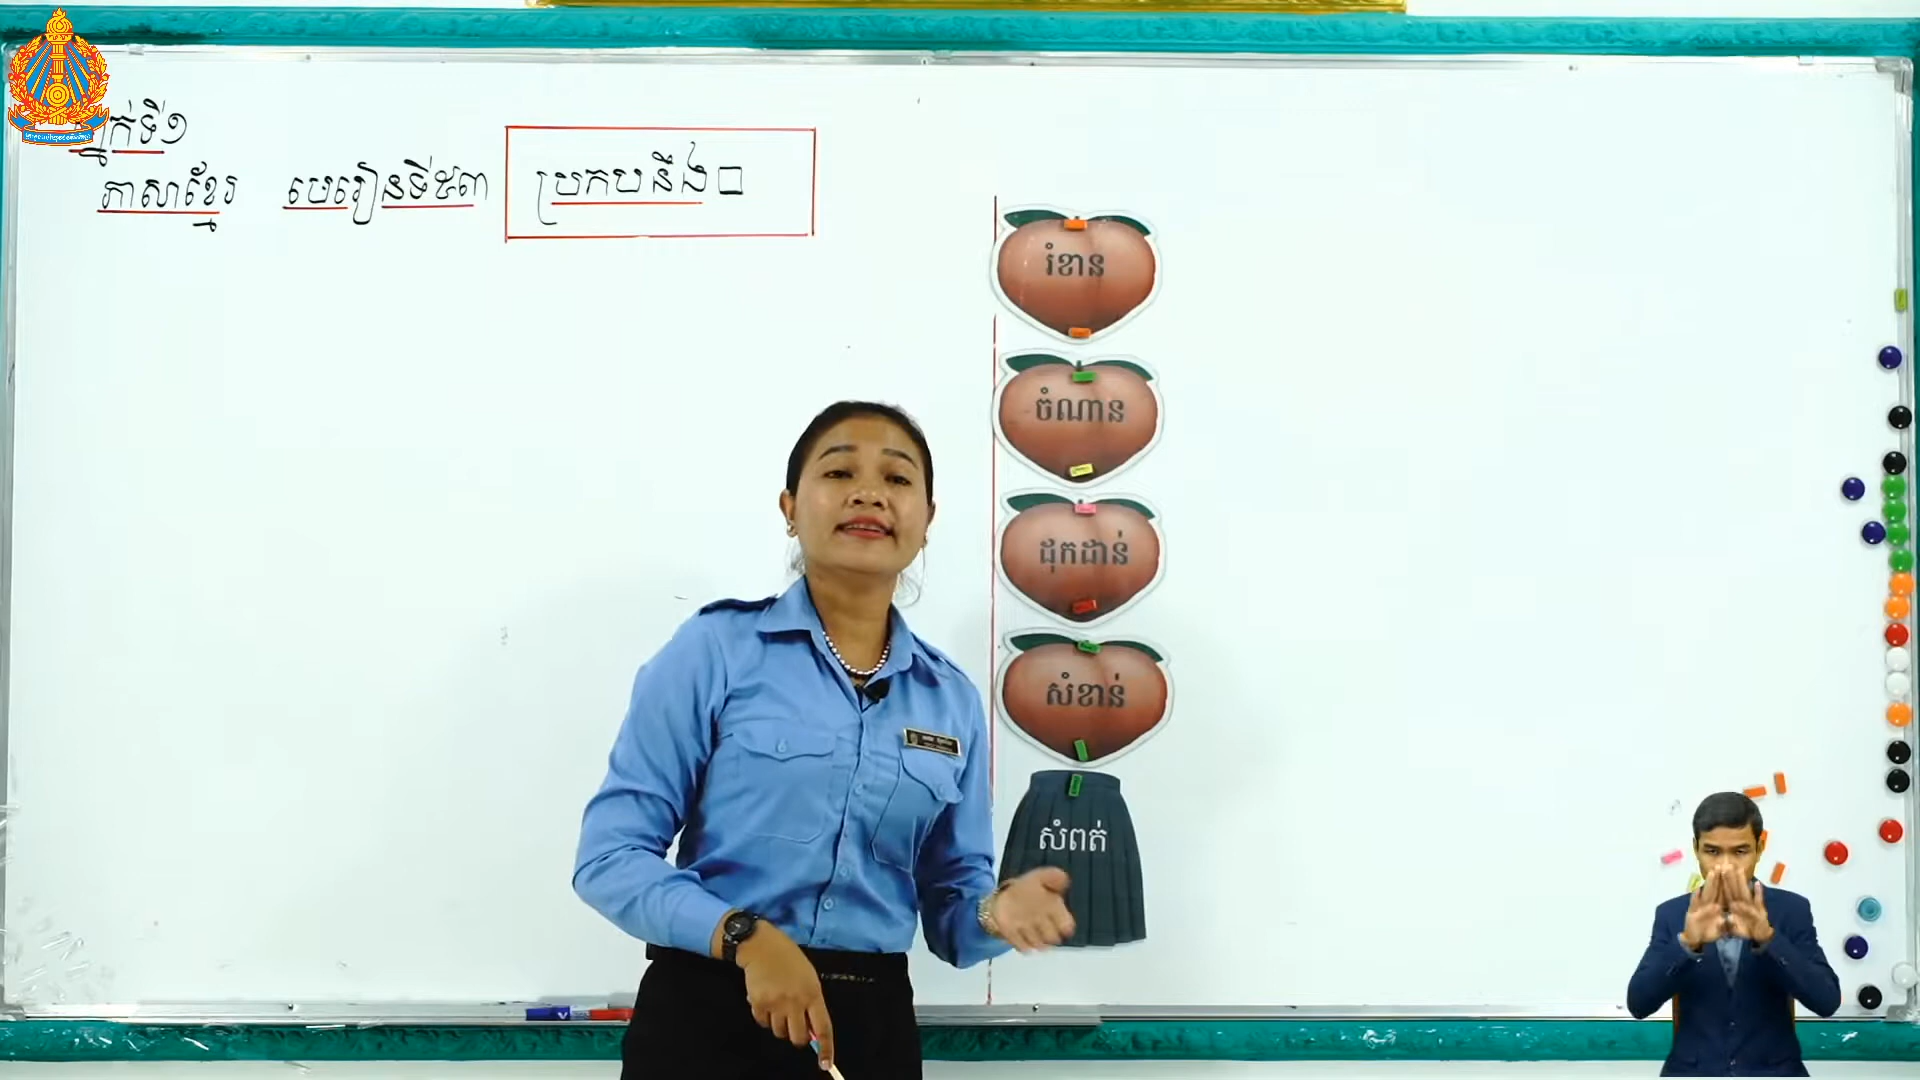 ថ្នាក់ទី១
ភាសាខ្មែរ មេរៀនទី៥៣ ប្រកបនឹង
រំខាន
ចំណាន
ដុកដាន់
សំខាន់
សំពត់